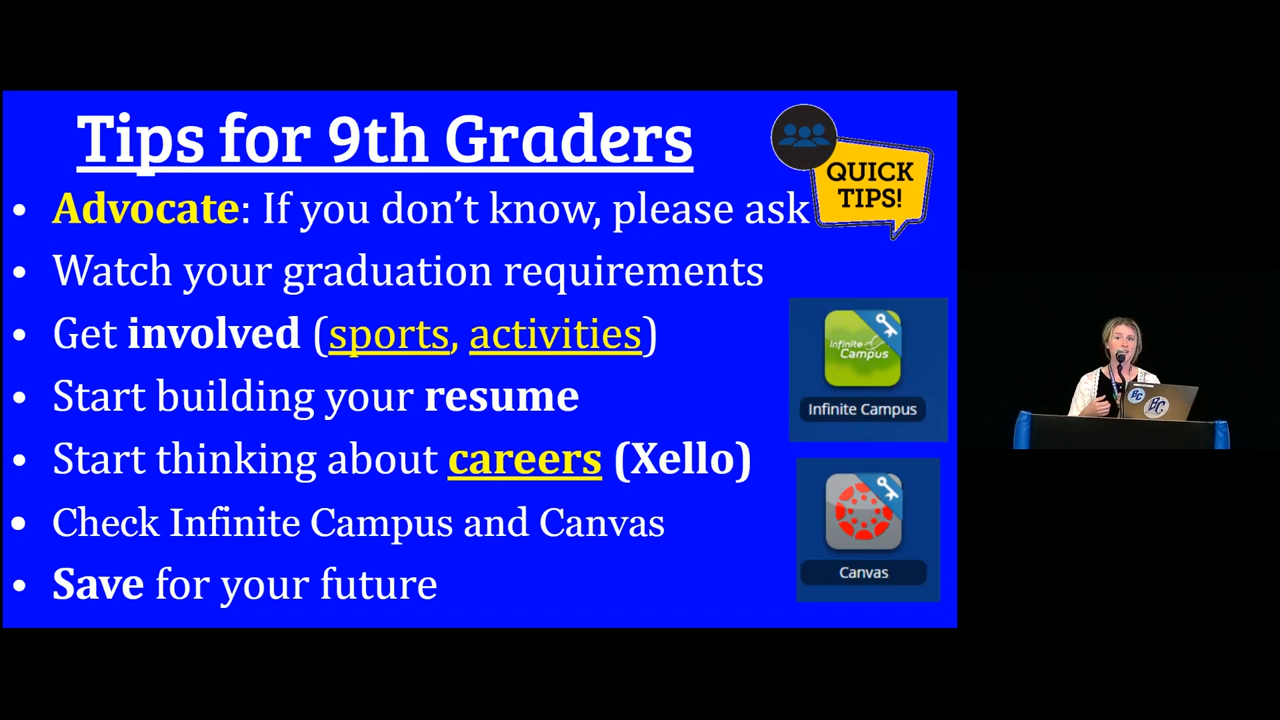 Tips for 9th Graders
QUICK
TIPS!
• Advocate: If you don’t know, please ask
• Watch your graduation requirements
• Get involved (sports, activities)
• Start building your resume
• Start thinking about careers (Xello)
• Check Infinite Campus and Canvas
• Save for your future
Infinite
Campus
Infinite Campus
Canvas
BC
BC